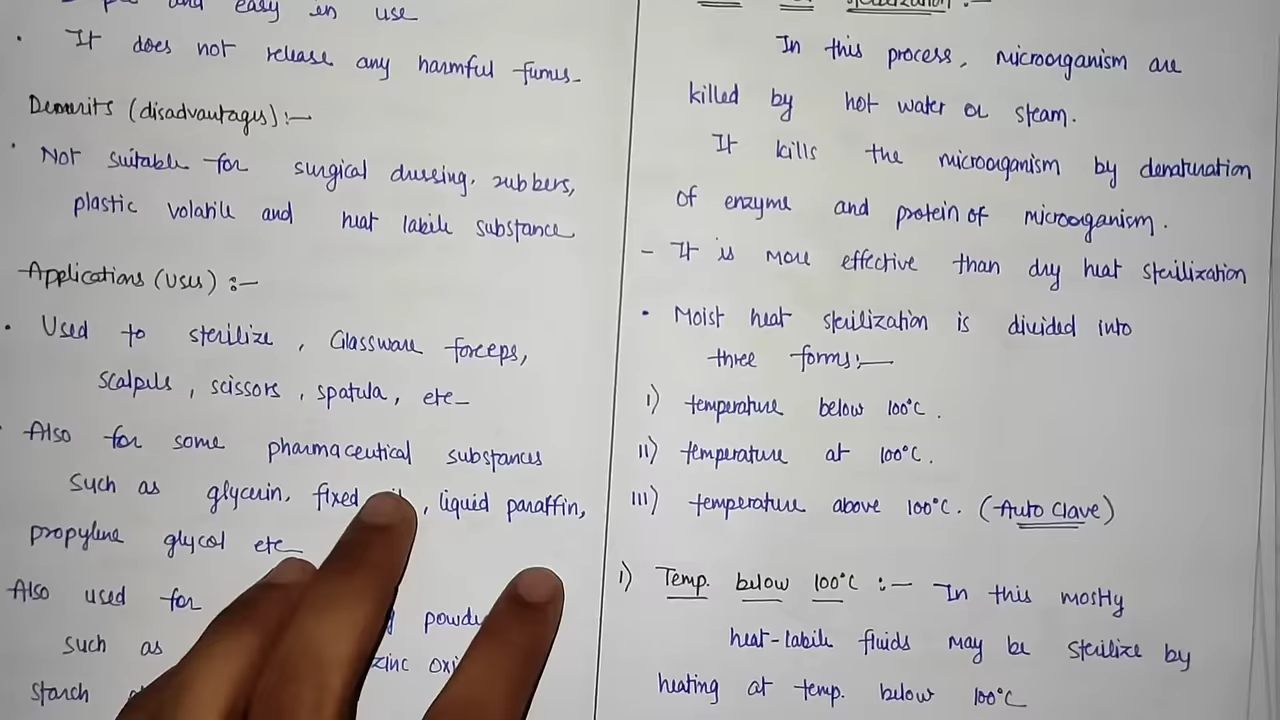 and easy in use
• It does not release any harmful fumes-
Demerits (disadvantages) :—
• Not suitable for surgical dressing, rubbers,
plastic volatile and heat labile substance
Applications (Uses) :—
• Used to sterilize , Glassware forceps,
scalpels , scissors , spatula , etc-
Also for some pharmaceutical substances
Such as glycerin, fixed , liquid paraffin,
propylene glycol etc-
Also used for
such as
starch
In this process, microorganism are
killed by hot water or steam.
It kills the microorganism by denaturation
of enzyme and protein of microorganism.
- It is more effective than dry heat sterilization
• Moist heat sterilization is divided into
three forms:—
i) temperature below 100°C.
ii) temperature at 100°C.
iii) temperature above 100°C. (Auto Clave)
i) Temp. below 100°C :— In this mostly
heat-labile fluids may be sterilize by
heating at temp. below 100°C